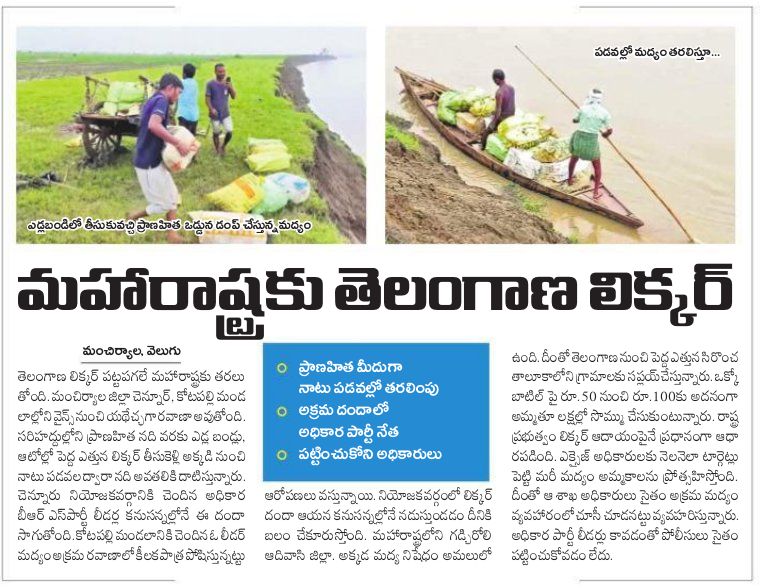 పడవల్లో మద్యం తరలిస్తూ...
ఎడ్లబండిలో తీసుకువచ్చి ప్రాణహిత ఒడ్డున డంప్ చేస్తున్న మద్యం
మహారాష్ట్రకు తెలంగాణ లిక్కర్
మంచిర్యాల, వెలుగు
తెలంగాణ లిక్కర్ పట్టపగలే మహారాష్ట్రకు తరలు
తోంది. మంచిర్యాల జిల్లా చెన్నూర్, కోటపల్లి మండ
లాల్లోని వైన్స్ నుంచి యథేచ్ఛగా రవాణా అవుతోంది.
సరిహద్దుల్లోని ప్రాణహిత నది వరకు ఎడ్ల బండ్లు,
ఆటోల్లో పెద్ద ఎత్తున లిక్కర్ తీసుకెళ్లి అక్కడి నుంచి
నాటు పడవల ద్వారా నది అవతలికి దాటిస్తున్నారు.
చెన్నూరు నియోజకవర్గానికి చెందిన అధికార
బీఆర్ ఎస్ పార్టీ లీడర్ల కనుసన్నల్లోనే ఈ దందా
సాగుతోంది. కోటపల్లి మండలానికి చెందిన ఓ లీడర్
మద్యం అక్రమ రవాణాలో కీలక పాత్ర పోషిస్తున్నట్టు
ప్రాణహిత మీదుగా
నాటు పడవల్లో తరలింపు
అక్రమ దందాలో
అధికార పార్టీ నేత
పట్టించుకోని అధికారులు
ఆరోపణలు వస్తున్నాయి. నియోజకవర్గంలో లిక్కర్
దందా ఆయన కనుసన్నల్లోనే నడుస్తుండడం దీనికి
బలం చేకూరుస్తోంది. మహారాష్ట్రలోని గడ్చిరోలి
ఆదివాసి జిల్లా. అక్కడ మద్య నిషేధం అమలులో
ఉంది. దీంతో తెలంగాణ నుంచి పెద్ద ఎత్తున సిరొంచ
తాలూకాలోని గ్రామాలకు సప్లయ్ చేస్తున్నారు. ఒక్కో
బాటిల్ పై రూ.50 నుంచి రూ.100కు అదనంగా
అమ్ముతూ లక్షల్లో సొమ్ము చేసుకుంటున్నారు. రాష్ట్ర
ప్రభుత్వం లిక్కర్ ఆదాయంపైనే ప్రధానంగా ఆధా
రపడింది. ఎక్సైజ్ అధికారులకు నెలనెలా టార్గెట్లు
పెట్టి మరీ మద్యం అమ్మకాలను ప్రోత్సహిస్తోంది.
దీంతో ఆ శాఖ అధికారులు సైతం అక్రమ మద్యం
వ్యవహారంలో చూసీ చూడనట్టు వ్యవహరిస్తున్నారు.
అధికార పార్టీ లీడర్లు కావడంతో పోలీసులు సైతం
పట్టించుకోవడం లేదు.